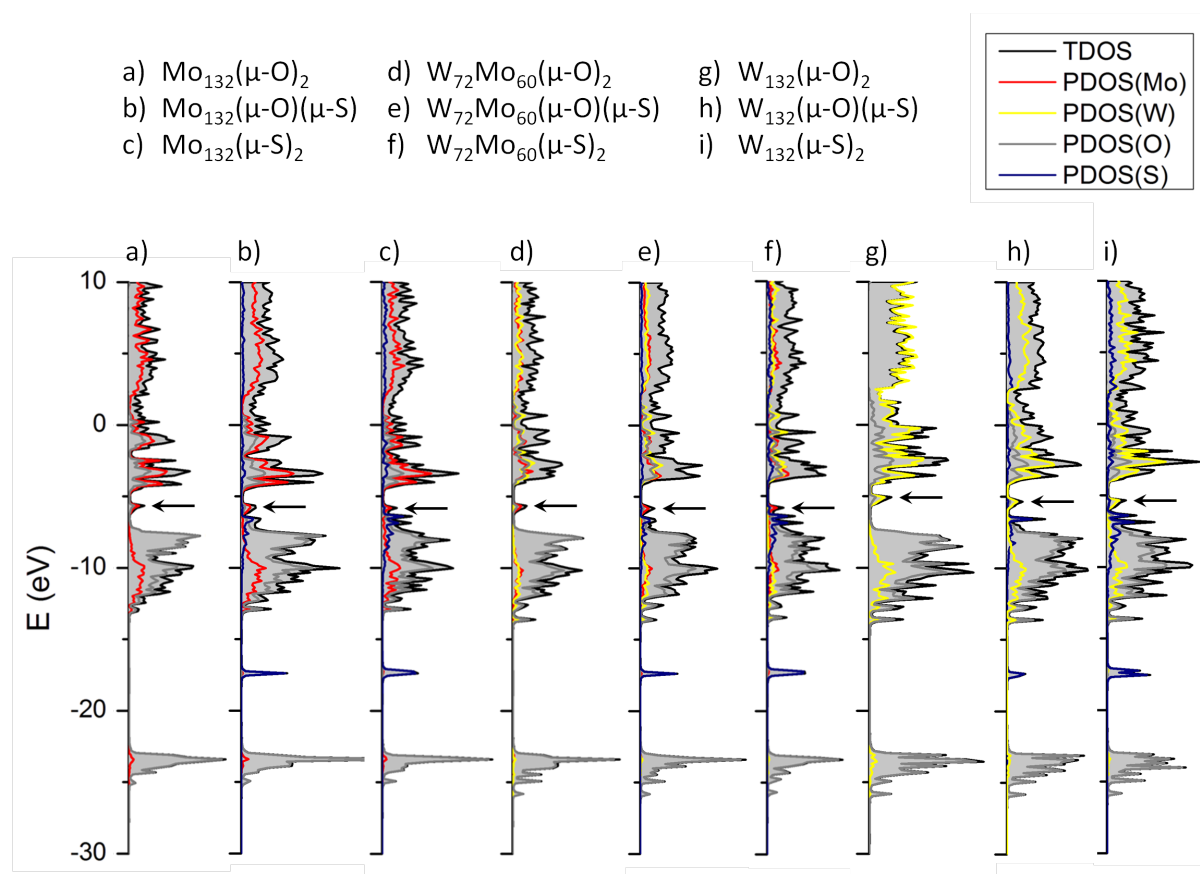 a) Mo₁₃₂(μ-O)₂ d) W₇₂Mo₆₀(μ-O)₂ g) W₁₃₂(μ-O)₂
b) Mo₁₃₂(μ-O)(μ-S) e) W₇₂Mo₆₀(μ-O)(μ-S) h) W₁₃₂(μ-O)(μ-S)
c) Mo₁₃₂(μ-S)₂ f) W₇₂Mo₆₀(μ-S)₂ i) W₁₃₂(μ-S)₂
TDOS
PDOS(Mo)
PDOS(W)
PDOS(O)
PDOS(S)
a) b) c) d) e) f) g) h) i)
10
0
-10
-20
-30
E (eV)